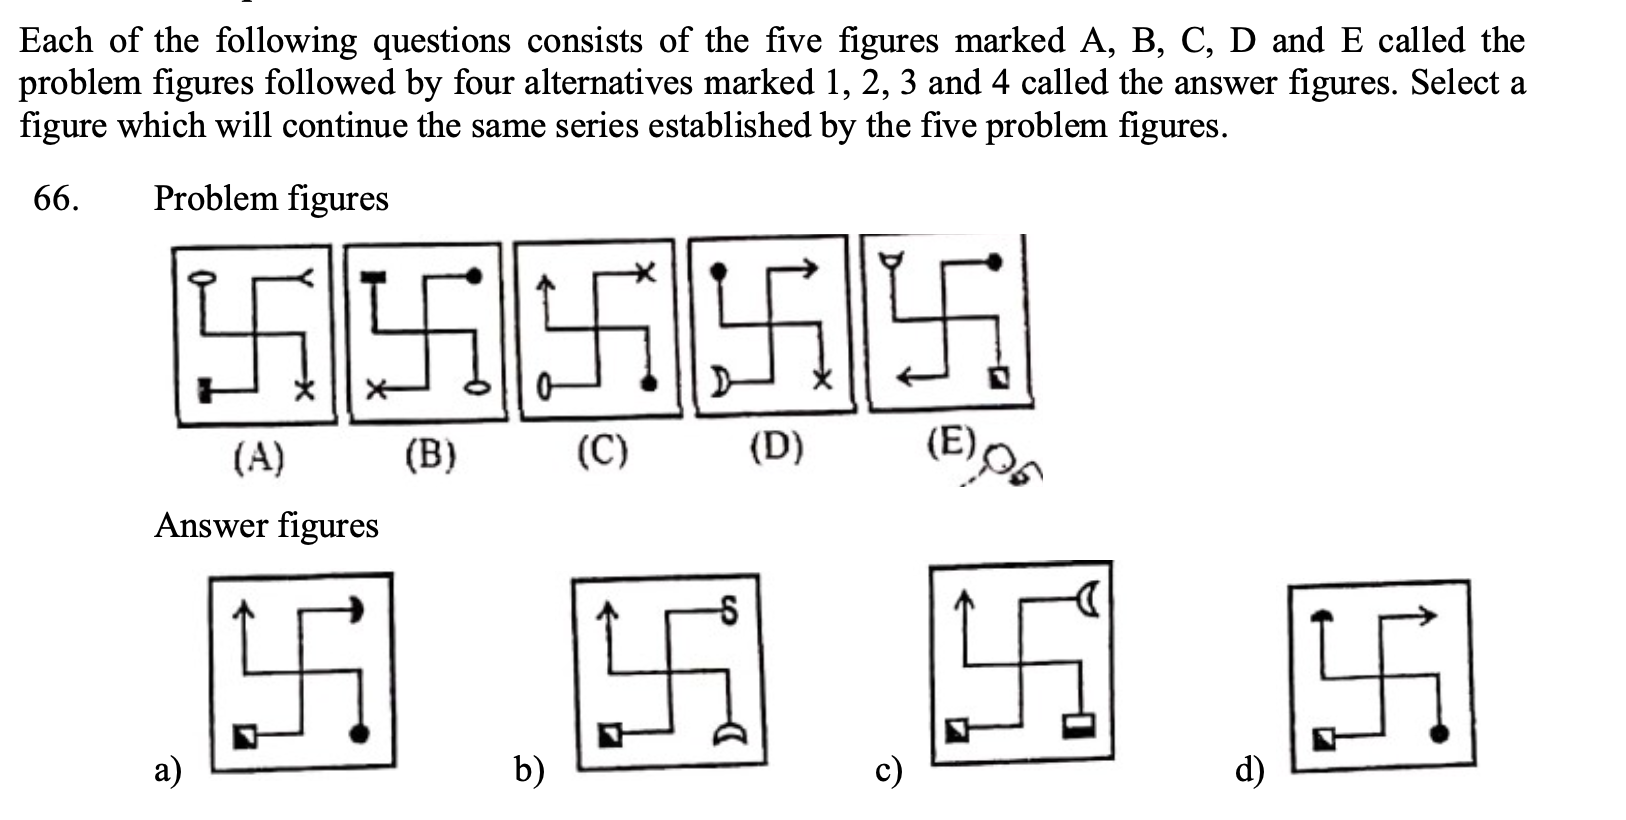 Each of the following questions consists of the five figures marked A, B, C, D and E called the
problem figures followed by four alternatives marked 1, 2, 3 and 4 called the answer figures. Select a
figure which will continue the same series established by the five problem figures.
66. Problem figures
(A) (B) (C) (D) (E)
Answer figures
S
a) b) c) d)